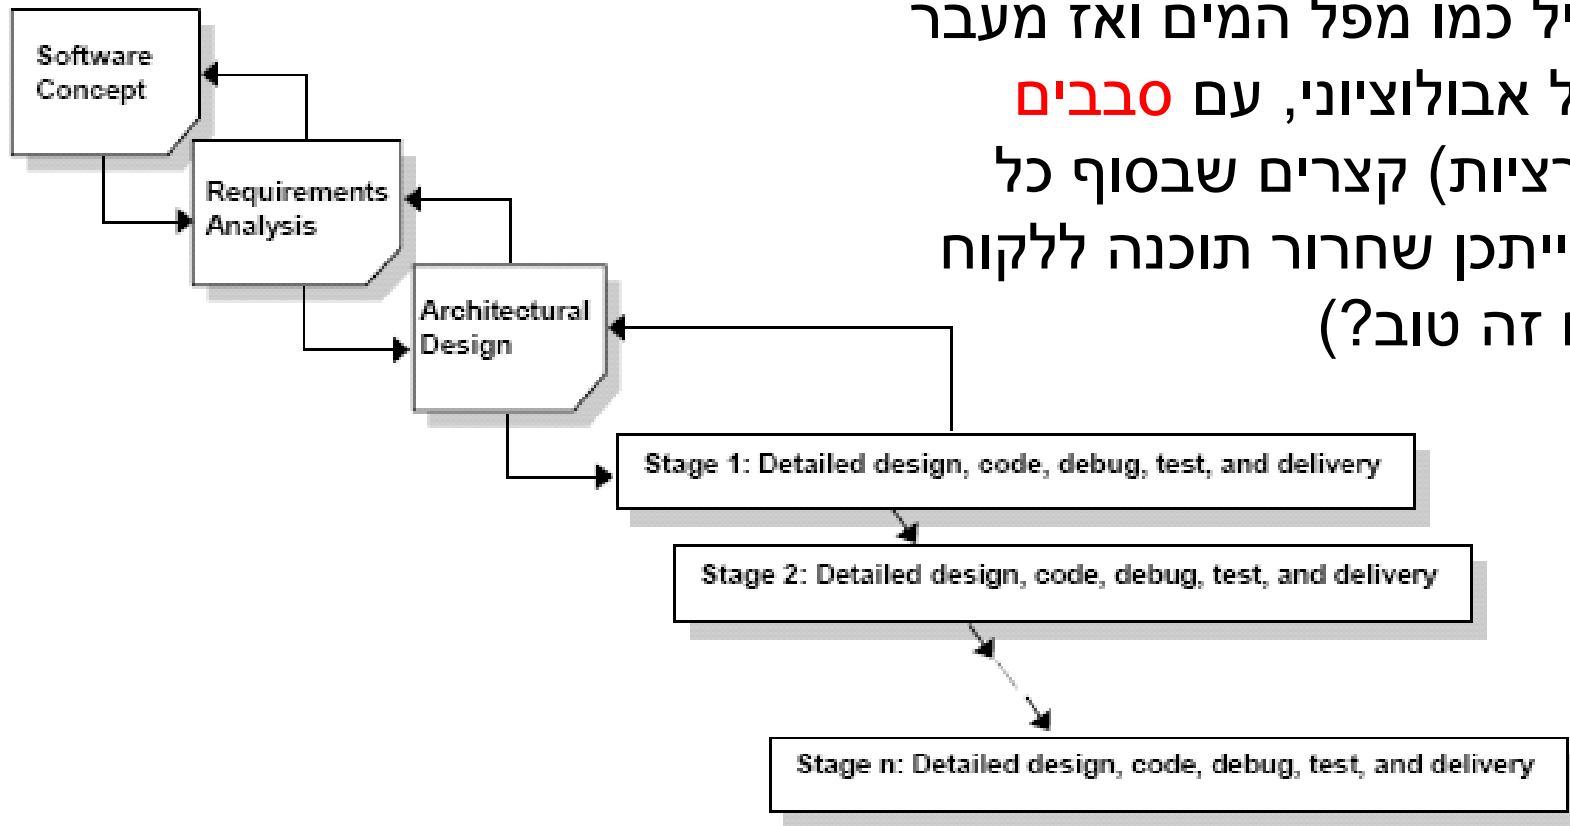 יל כמו מפל המים ואז מעבר
ל אבולוציוני, עם סבבים
רציות) קצרים שבסוף כל
ייתכן שחרור תוכנה ללקוח
זה טוב?)
Software
Concept
Requirements
Analysis
Architectural
Design
Stage 1: Detailed design, code, debug, test, and delivery
Stage 2: Detailed design, code, debug, test, and delivery
Stage n: Detailed design, code, debug, test, and delivery